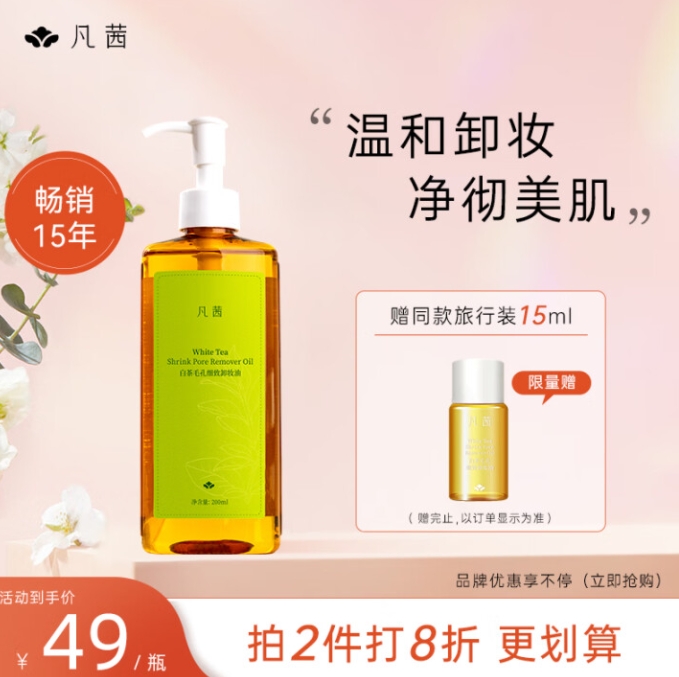 凡茜
“温和卸妆
净彻美肌”
畅销
15年
凡茜
White Tea
Shrink Pore Remover Oil
白茶毛孔细致卸妆油
净含量: 200ml
赠同款旅行装15ml
限量赠
凡茜
(赠完止,以订单显示为准)
品牌优惠享不停(立即抢购)
活动到手价
¥49/瓶
拍2件打8折 更划算